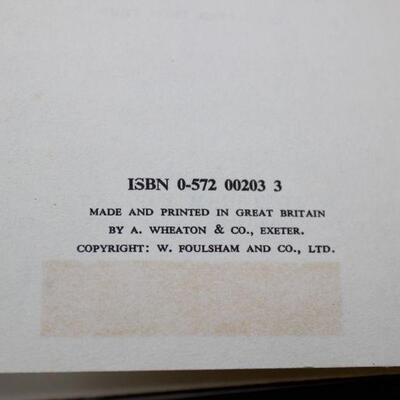 ISBN 0-572 00203 3
MADE AND PRINTED IN GREAT BRITAIN
BY A. WHEATON & CO., EXETER.
COPYRIGHT: W. FOULSHAM AND CO., LTD.